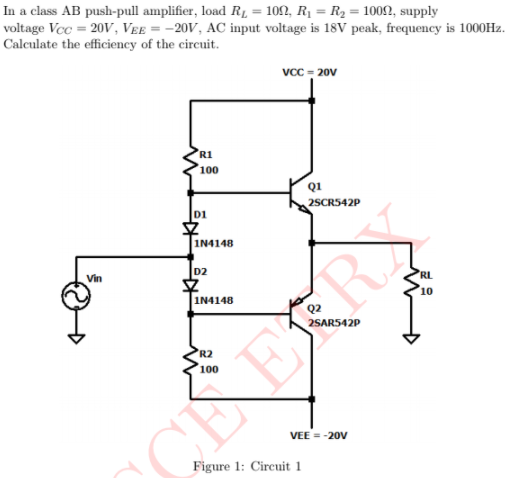 In a class AB push-pull amplifier, load R_L = 10Ω, R_1 = R_2 = 100Ω, supply
voltage V_CC = 20V, V_EE = −20V, AC input voltage is 18V peak, frequency is 1000Hz.
Calculate the efficiency of the circuit.
VCC = 20V
R1
100
Q1
2SCR542P
D1
1N4148
Vin
D2
1N4148
RL
10
Q2
2SAR542P
R2
100
VEE = -20V
CCE ETRX
Figure 1: Circuit 1